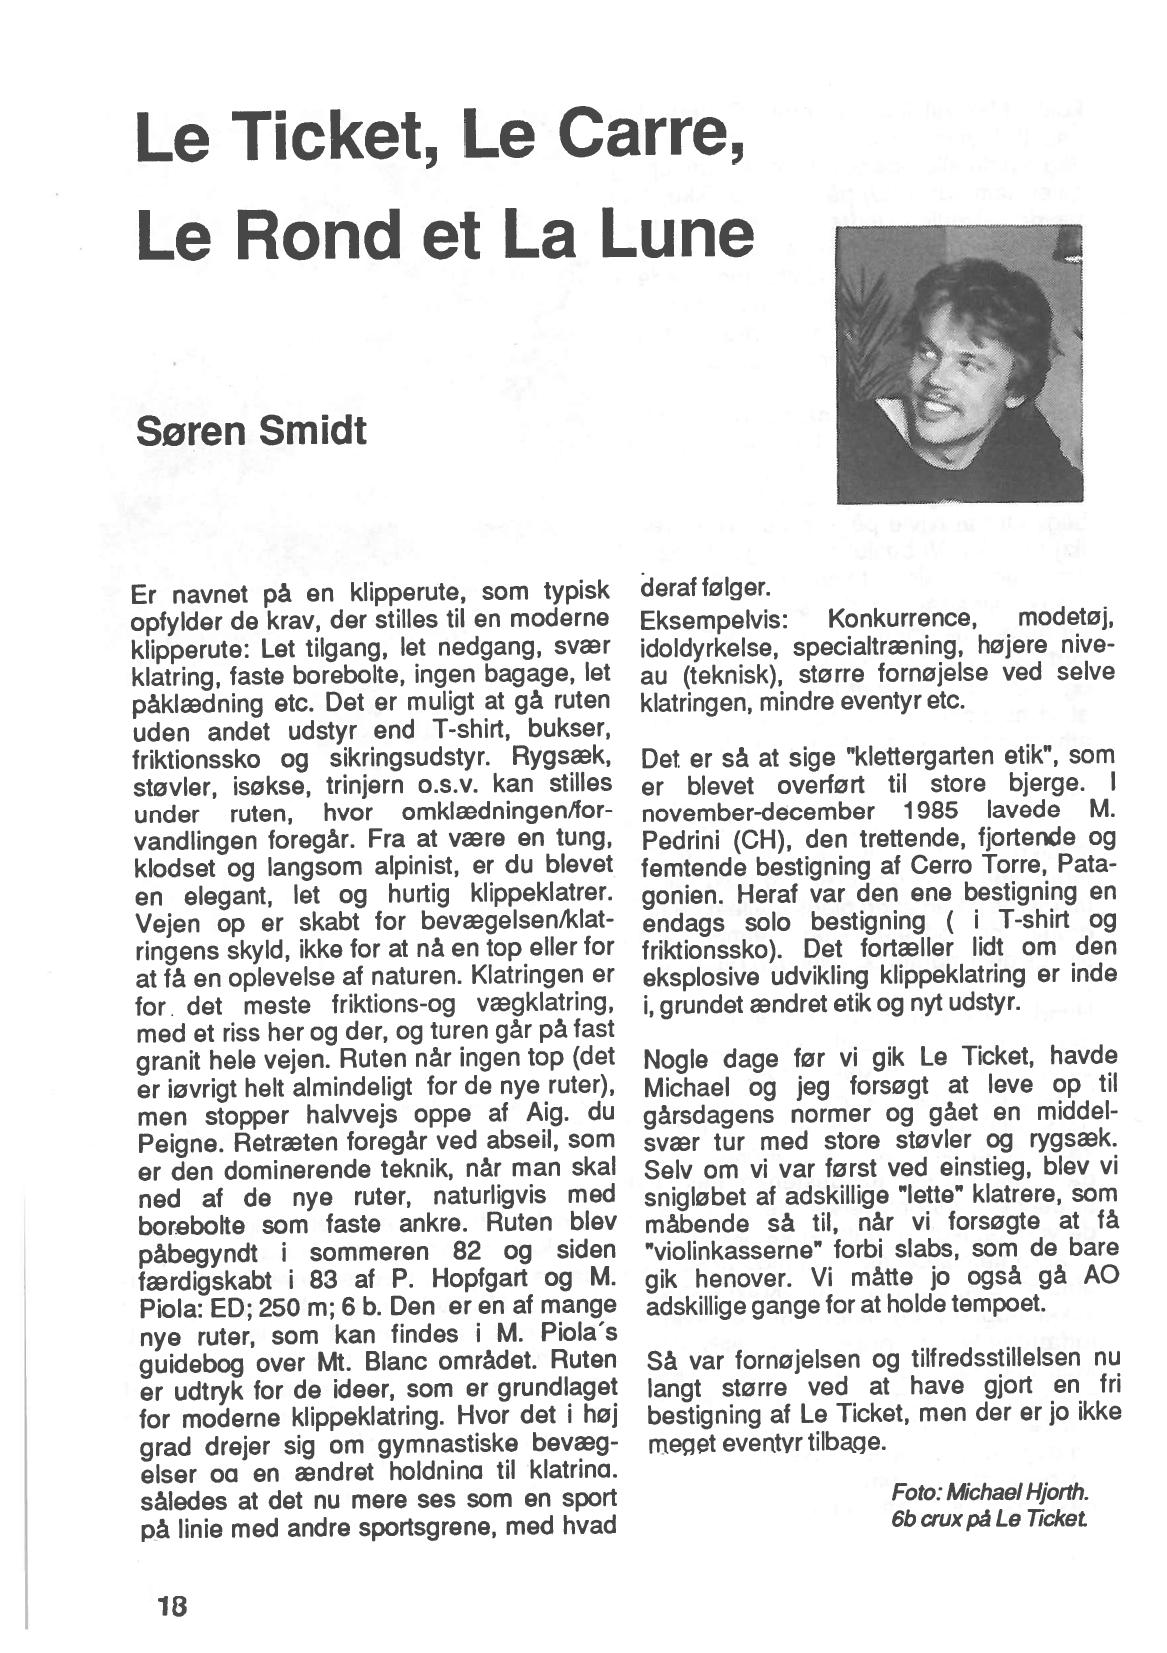 Le Ticket, Le Carre,
Le Rond et La Lune
Søren Smidt
Er navnet på en klipperute, som typisk
opfylder de krav, der stilles til en moderne
klipperute: Let tilgang, let nedgang, svær
klatring, faste borebolte, ingen bagage, let
påklædning etc. Det er muligt at gå ruten
uden andet udstyr end T-shirt, bukser,
friktionssko og sikringsudstyr. Rygsæk,
støvler, isøkse, trinjern o.s.v. kan stilles
under ruten, hvor omklædningen/for-
vandlingen foregår. Fra at være en tung,
klodset og langsom alpinist, er du blevet
en elegant, let og hurtig klippeklatrer.
Vejen op er skabt for bevægelsen/klat-
ringens skyld, ikke for at nå en top eller for
at få en oplevelse af naturen. Klatringen er
for det meste friktions-og vægklatring,
med et riss her og der, og turen går på fast
granit hele vejen. Ruten når ingen top (det
er iøvrigt helt almindeligt for de nye ruter),
men stopper halvvejs oppe af Aig. du
Peigne. Retræten foregår ved abseil, som
er den dominerende teknik, når man skal
ned af de nye ruter, naturligvis med
borebolte som faste ankre. Ruten blev
påbegyndt i sommeren 82 og siden
færdigskabt i 83 af P. Hopfgart og M.
Piola: ED; 250 m; 6 b. Den er en af mange
nye ruter, som kan findes i M. Piola´s
guidebog over Mt. Blanc området. Ruten
er udtryk for de ideer, som er grundlaget
for moderne klippeklatring. Hvor det i høj
grad drejer sig om gymnastiske bevæg-
elser og en ændret holdning til klatring.
således at det nu mere ses som en sport
på linie med andre sportsgrene, med hvad
deraf følger.
Eksempelvis: Konkurrence, modetøj,
idoldyrkelse, specialtræning, højere nive-
au (teknisk), større fornøjelse ved selve
klatringen, mindre eventyr etc.
Det er så at sige "klettergarten etik", som
er blevet overført til store bjerge. I
november-december 1985 lavede M.
Pedrini (CH), den trettende, fjortende og
femtende bestigning af Cerro Torre, Pata-
gonien. Heraf var den ene bestigning en
endags solo bestigning ( i T-shirt og
friktionssko). Det fortæller lidt om den
eksplosive udvikling klippeklatring er inde
i, grundet ændret etik og nyt udstyr.
Nogle dage før vi gik Le Ticket, havde
Michael og jeg forsøgt at leve op til
gårsdagens normer og gået en middel-
svær tur med store støvler og rygsæk.
Selv om vi var først ved einstieg, blev vi
snigløbet af adskillige "lette" klatrere, som
måbende så til, når vi forsøgte at få
"violinkasserne" forbi slabs, som de bare
gik henover. Vi måtte jo også gå AO
adskillige gange for at holde tempoet.
Så var fornøjelsen og tilfredsstillelsen nu
langt større ved at have gjort en fri
bestigning af Le Ticket, men der er jo ikke
meget eventyr tilbage.
Foto: Michael Hjorth.
6b crux på Le Ticket
18